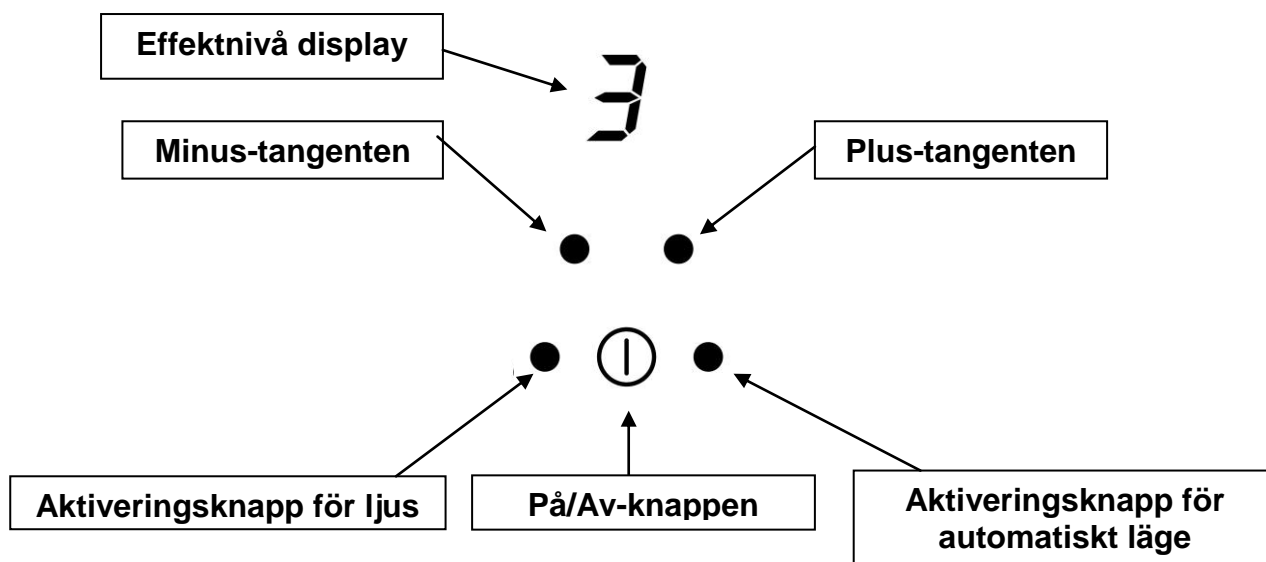 Effektnivå display
3
Minus-tangenten
Plus-tangenten
Aktiveringsknapp för ljus
På/Av-knappen
Aktiveringsknapp för
automatiskt läge